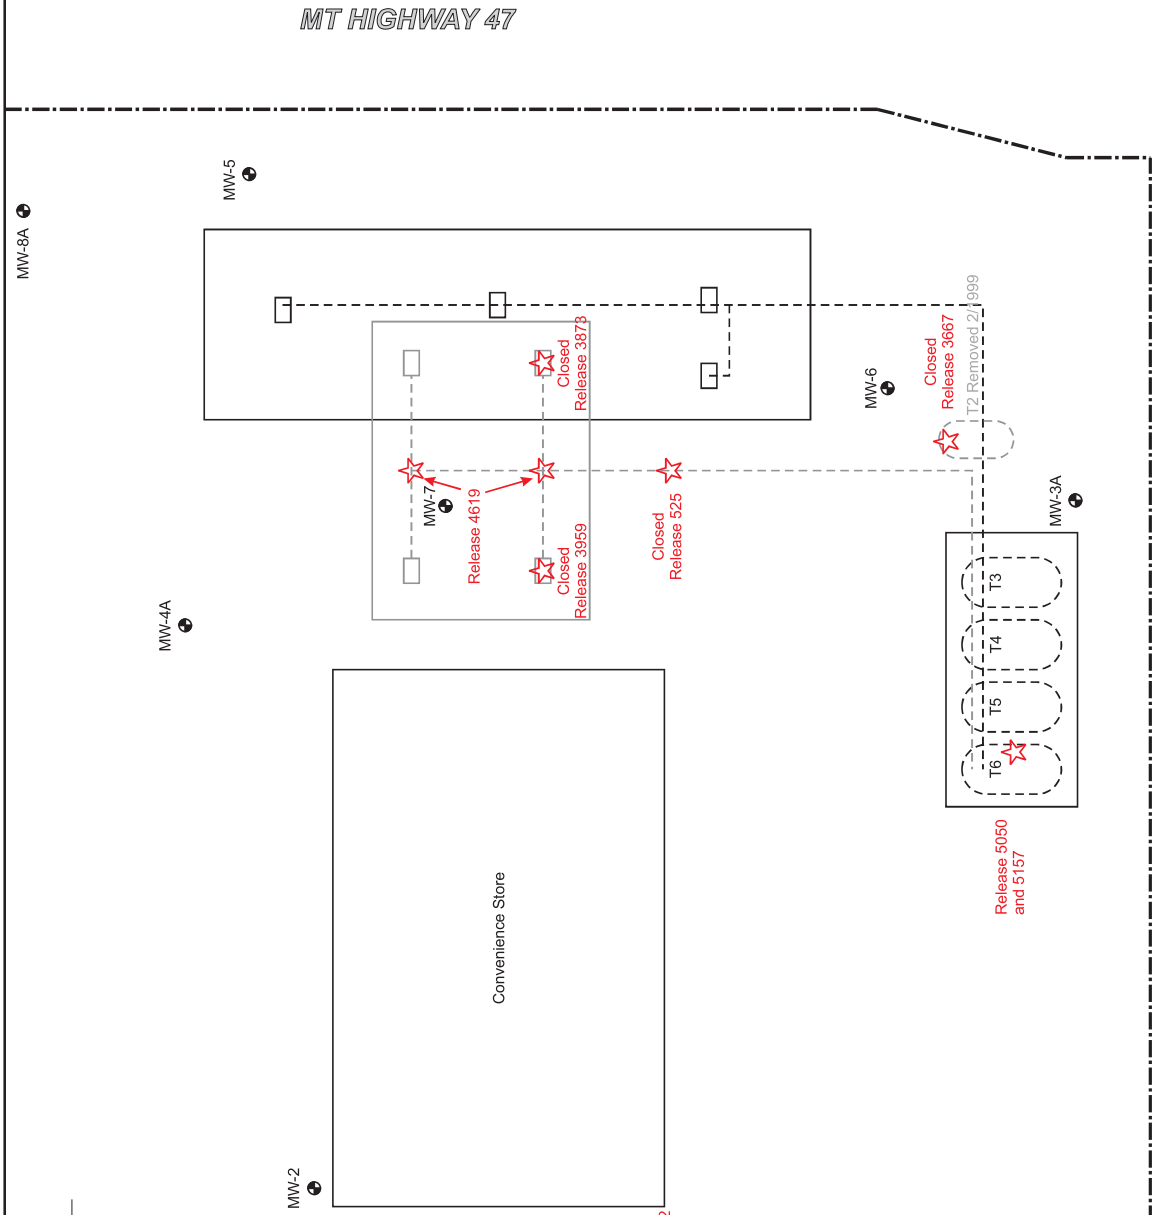 MT HIGHWAY 47
MW-5
MW-8A
T2 Removed 2/1999
Closed
Release 3873
Closed
Release 3667
MW-6
MW-7
Release 4619
Closed
Release 525
MW-3A
Closed
Release 3959
MW-4A
T3
T4
T5
T6
Release 5050
and 5157
Convenience Store
MW-2